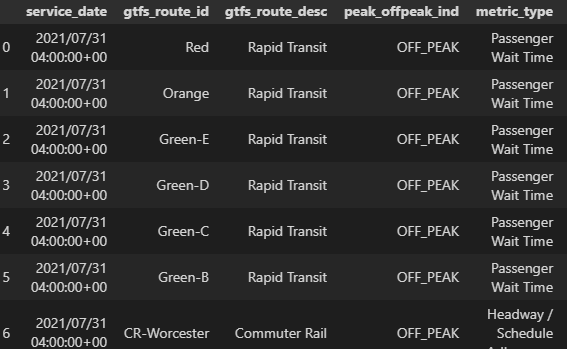 service_date gtfs_route_id gtfs_route_desc peak_offpeak_ind metric_type
0 2021/07/31 04:00:00+00 Red Rapid Transit OFF_PEAK Passenger Wait Time
1 2021/07/31 04:00:00+00 Orange Rapid Transit OFF_PEAK Passenger Wait Time
2 2021/07/31 04:00:00+00 Green-E Rapid Transit OFF_PEAK Passenger Wait Time
3 2021/07/31 04:00:00+00 Green-D Rapid Transit OFF_PEAK Passenger Wait Time
4 2021/07/31 04:00:00+00 Green-C Rapid Transit OFF_PEAK Passenger Wait Time
5 2021/07/31 04:00:00+00 Green-B Rapid Transit OFF_PEAK Passenger Wait Time
6 2021/07/31 04:00:00+00 CR-Worcester Commuter Rail OFF_PEAK Headway / Schedule